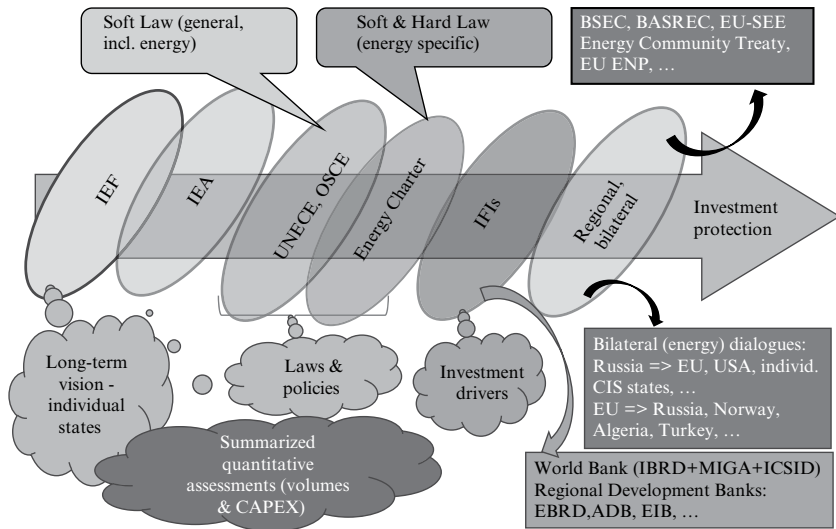 Soft Law (general,
incl. energy)
Soft & Hard Law
(energy specific)
BSEC, BASREC, EU-SEE
Energy Community Treaty,
EU ENP, …
IEF
IEA
UNECE, OSCE
Energy Charter
IFIs
Regional,
bilateral
Investment
protection
Long-term
vision -
individual
states
Laws &
policies
Investment
drivers
Summarized
quantitative
assessments (volumes
& CAPEX)
Bilateral (energy) dialogues:
Russia => EU, USA, individ.
CIS states, …
EU => Russia, Norway,
Algeria, Turkey, …
World Bank (IBRD+MIGA+ICSID)
Regional Development Banks:
EBRD,ADB, EIB, …